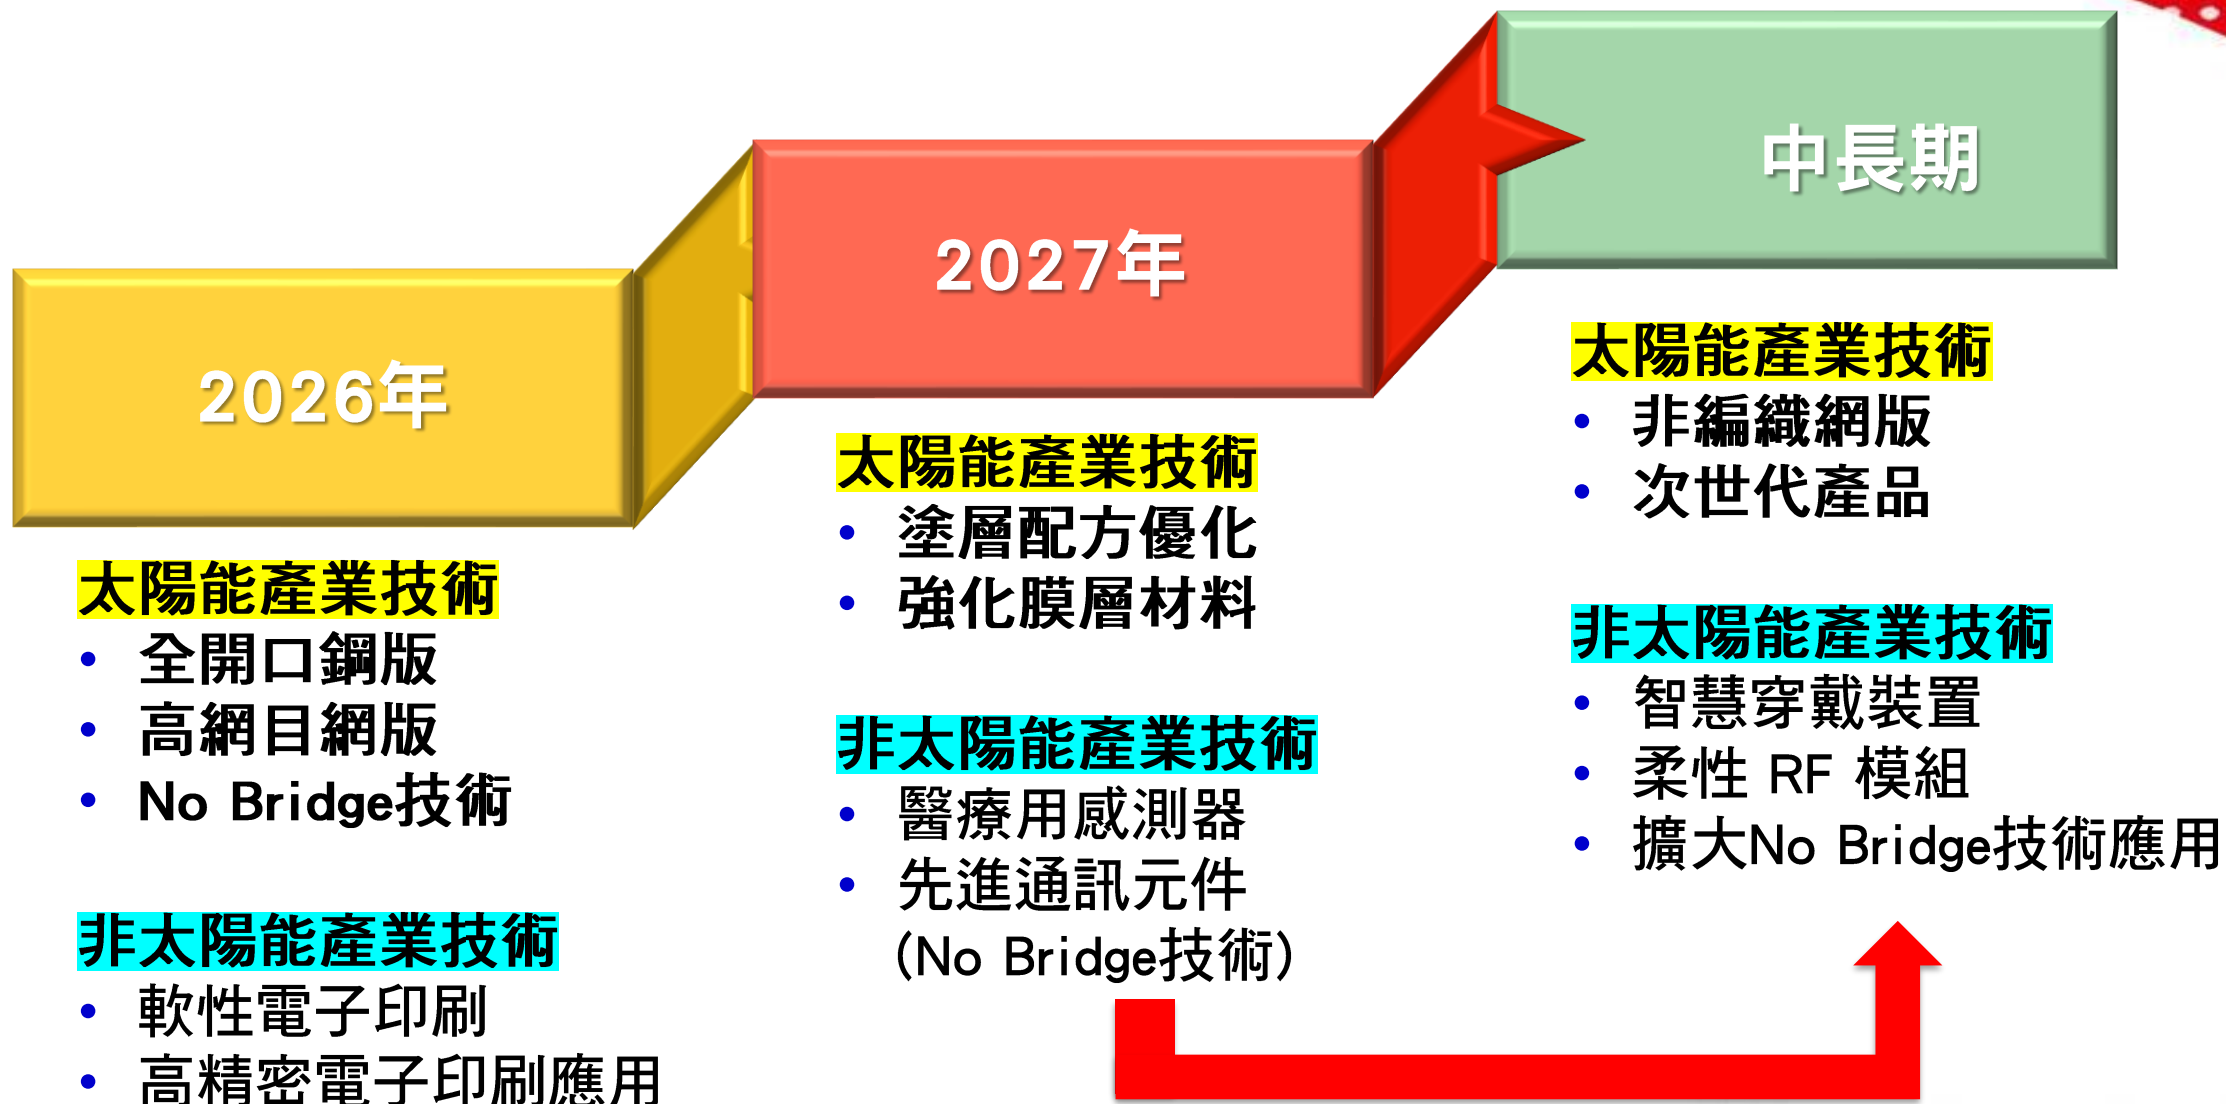 2026年
太陽能產業技術
• 全開口鋼版
• 高網目網版
• No Bridge技術
非太陽能產業技術
• 軟性電子印刷
• 高精密電子印刷應用
2027年
太陽能產業技術
• 塗層配方優化
• 強化膜層材料
非太陽能產業技術
• 醫療用感測器
• 先進通訊元件
(No Bridge技術)
中長期
太陽能產業技術
• 非編織網版
• 次世代產品
非太陽能產業技術
• 智慧穿戴裝置
• 柔性 RF 模組
• 擴大No Bridge技術應用